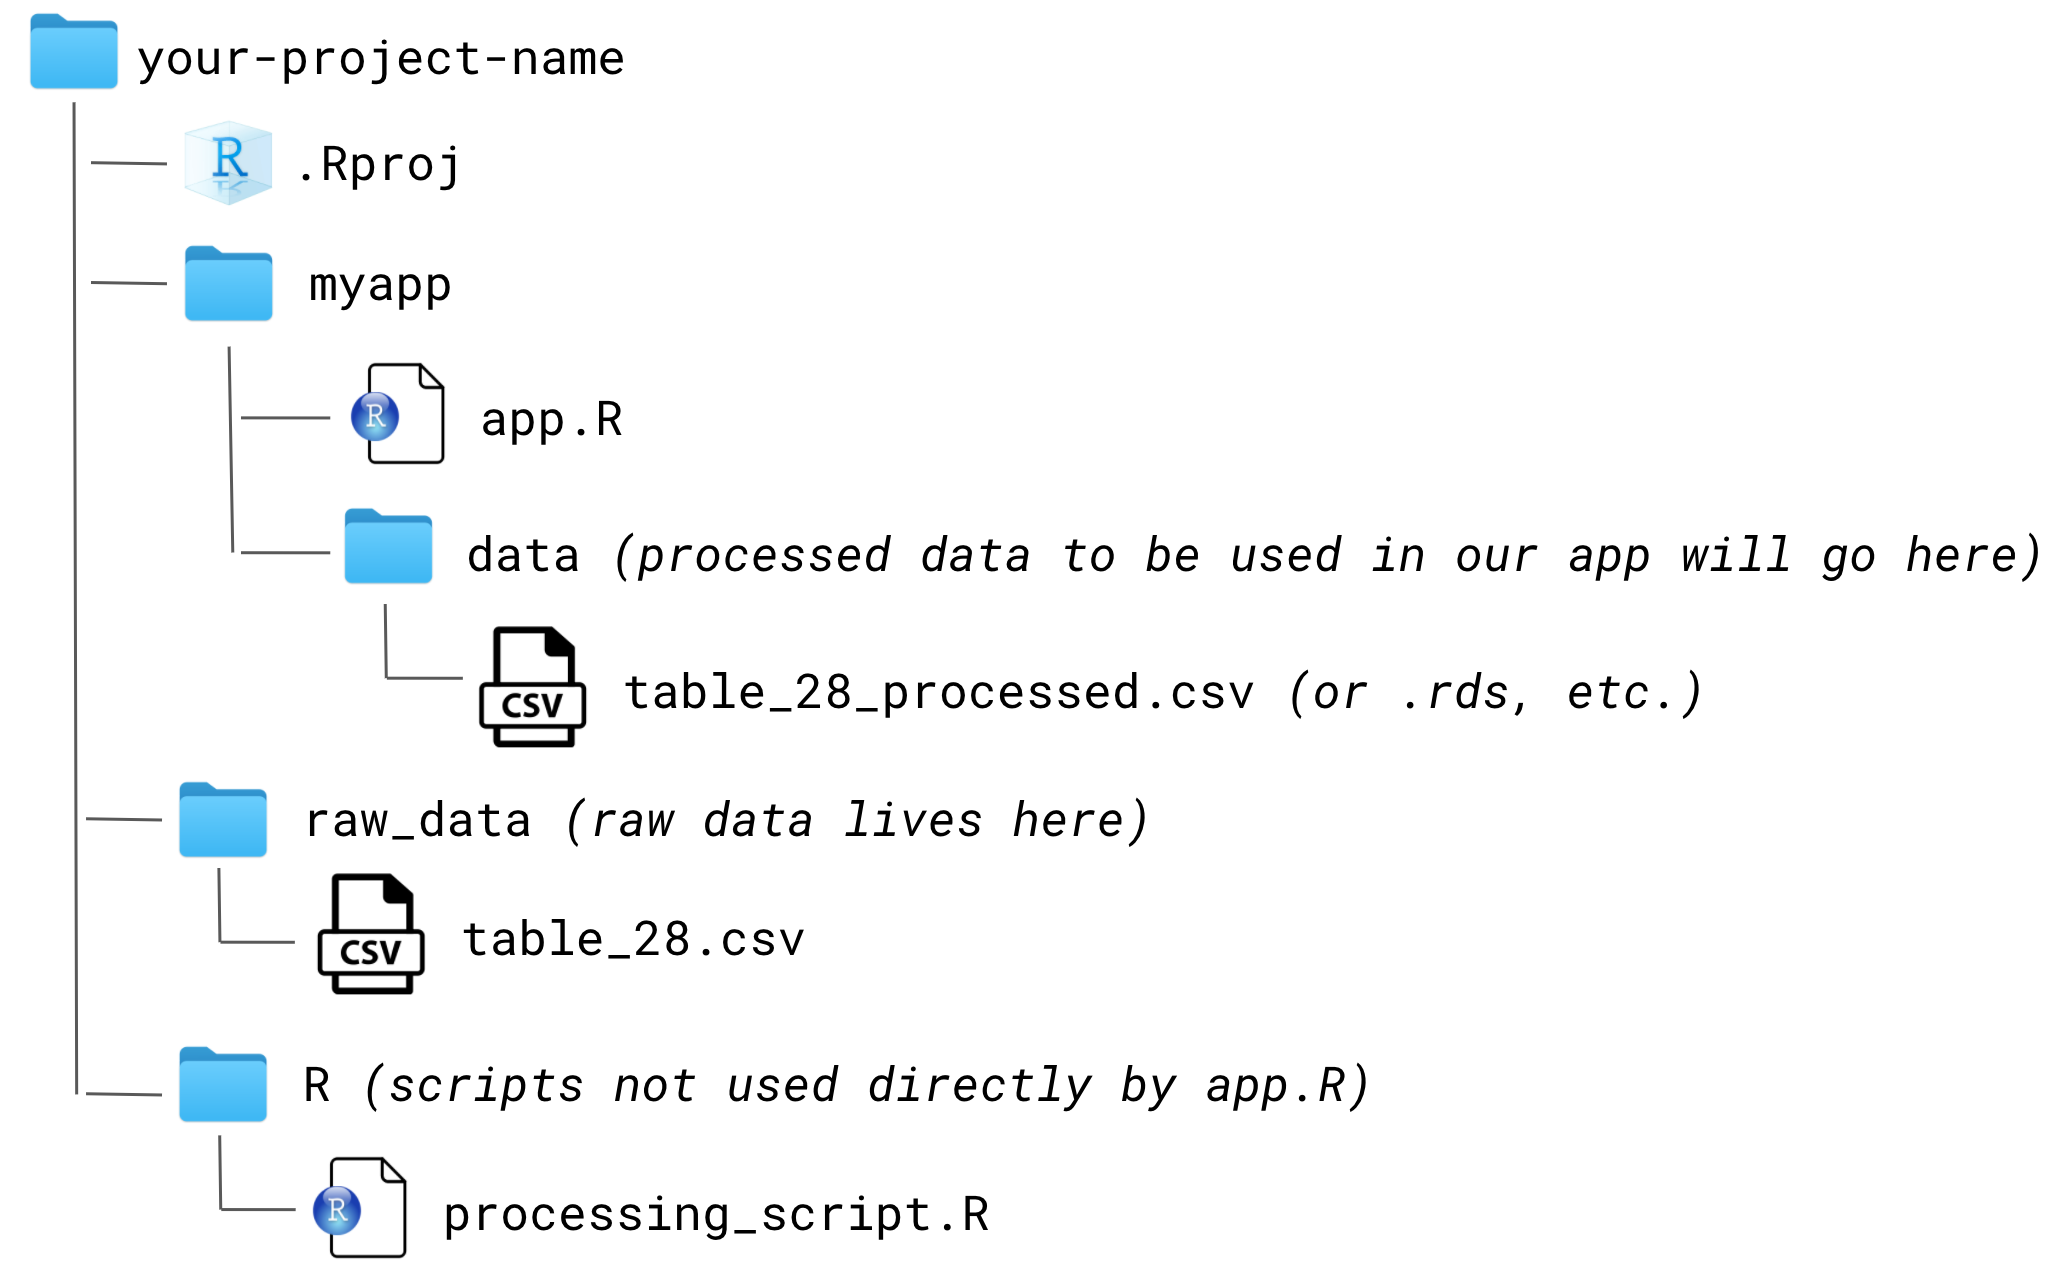 your-project-name
R .Rproj
myapp
R app.R
data (processed data to be used in our app will go here)
CSV table_28_processed.csv (or .rds, etc.)
raw_data (raw data lives here)
CSV table_28.csv
R (scripts not used directly by app.R)
R processing_script.R